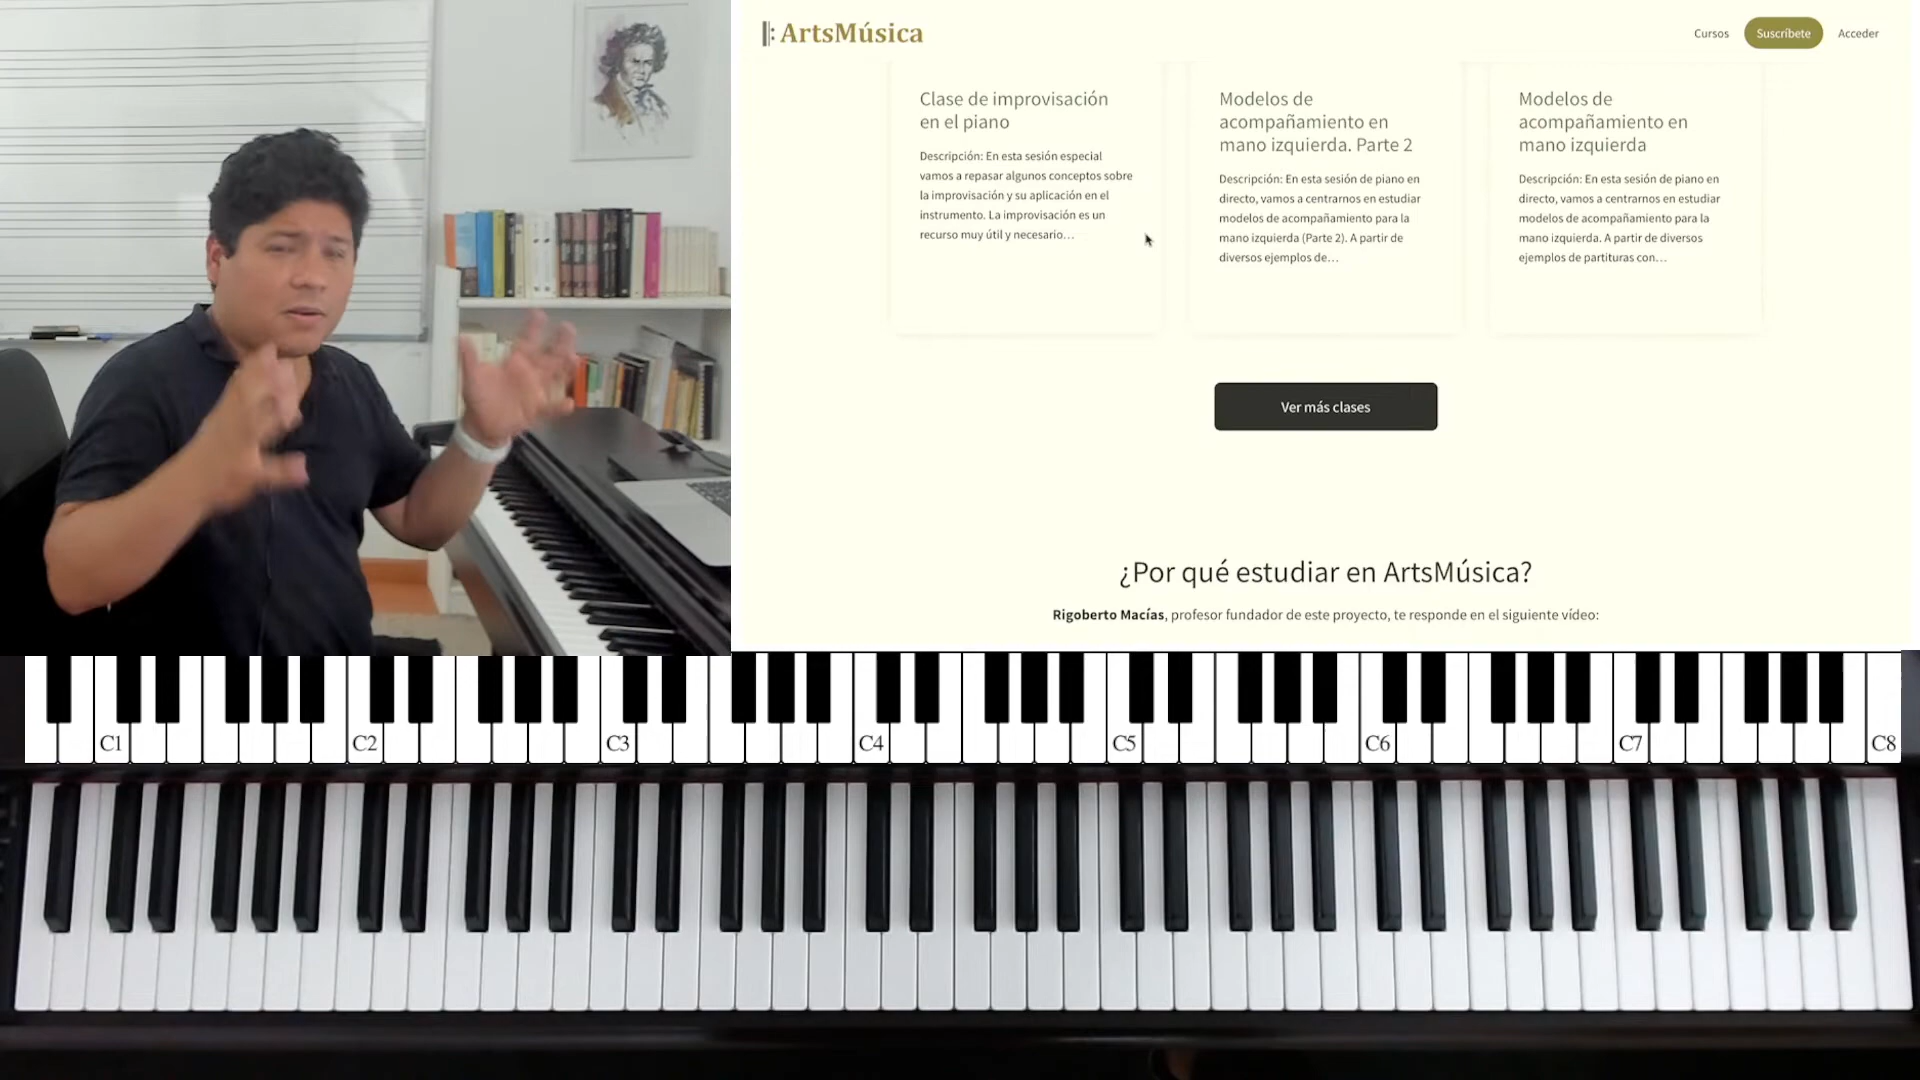 ArtsMúsica
Cursos
Suscríbete
Acceder
Clase de improvisación
en el piano
Descripción: En esta sesión especial
vamos a repasar algunos conceptos sobre
la improvisación y su aplicación en el
instrumento. La improvisación es un
recurso muy útil y necesario…
Modelos de
acompañamiento en
mano izquierda. Parte 2
Descripción: En esta sesión de piano en
directo, vamos a centrarnos en estudiar
modelos de acompañamiento para la
mano izquierda (Parte 2). A partir de
diversos ejemplos de…
Modelos de
acompañamiento en
mano izquierda
Descripción: En esta sesión de piano en
directo, vamos a centrarnos en estudiar
modelos de acompañamiento para la
mano izquierda. A partir de diversos
ejemplos de partituras con…
Ver más clases
¿Por qué estudiar en ArtsMúsica?
Rigoberto Macías, profesor fundador de este proyecto, te responde en el siguiente vídeo:
C1
C2
C3
C4
C5
C6
C7
C8